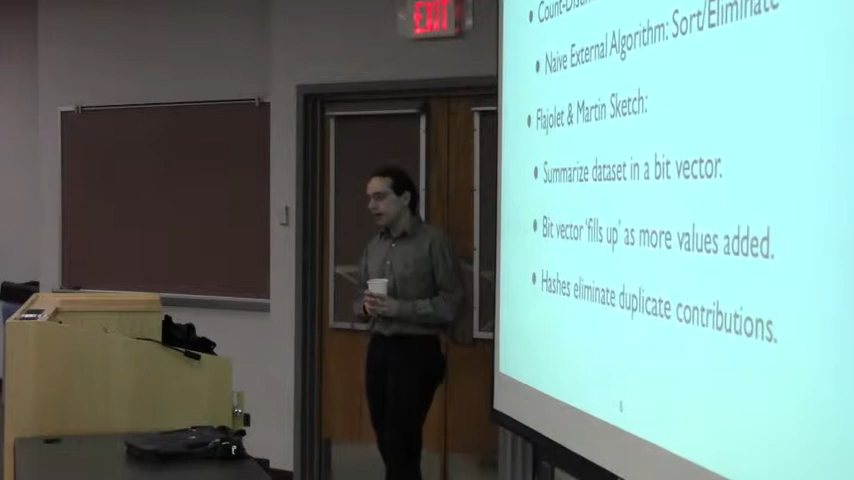 EXIT
• Naive External Algorithm: Sort/Eliminate
• Flajolet & Martin Sketch:
• Summarize dataset in a bit vector.
• Bit vector ‘fills up’ as more values added.
• Hashes eliminate duplicate contributions.
8